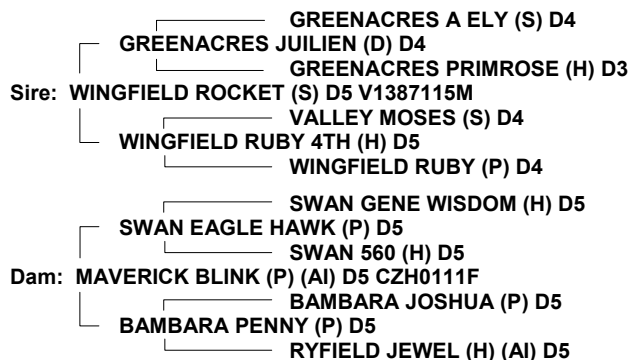 GREENACRES A ELY (S) D4
GREENACRES JUILIEN (D) D4
GREENACRES PRIMROSE (H) D3
Sire: WINGFIELD ROCKET (S) D5 V1387115M
VALLEY MOSES (S) D4
WINGFIELD RUBY 4TH (H) D5
WINGFIELD RUBY (P) D4
SWAN GENE WISDOM (H) D5
SWAN EAGLE HAWK (P) D5
SWAN 560 (H) D5
Dam: MAVERICK BLINK (P) (AI) D5 CZH0111F
BAMBARA JOSHUA (P) D5
BAMBARA PENNY (P) D5
RYFIELD JEWEL (H) (AI) D5